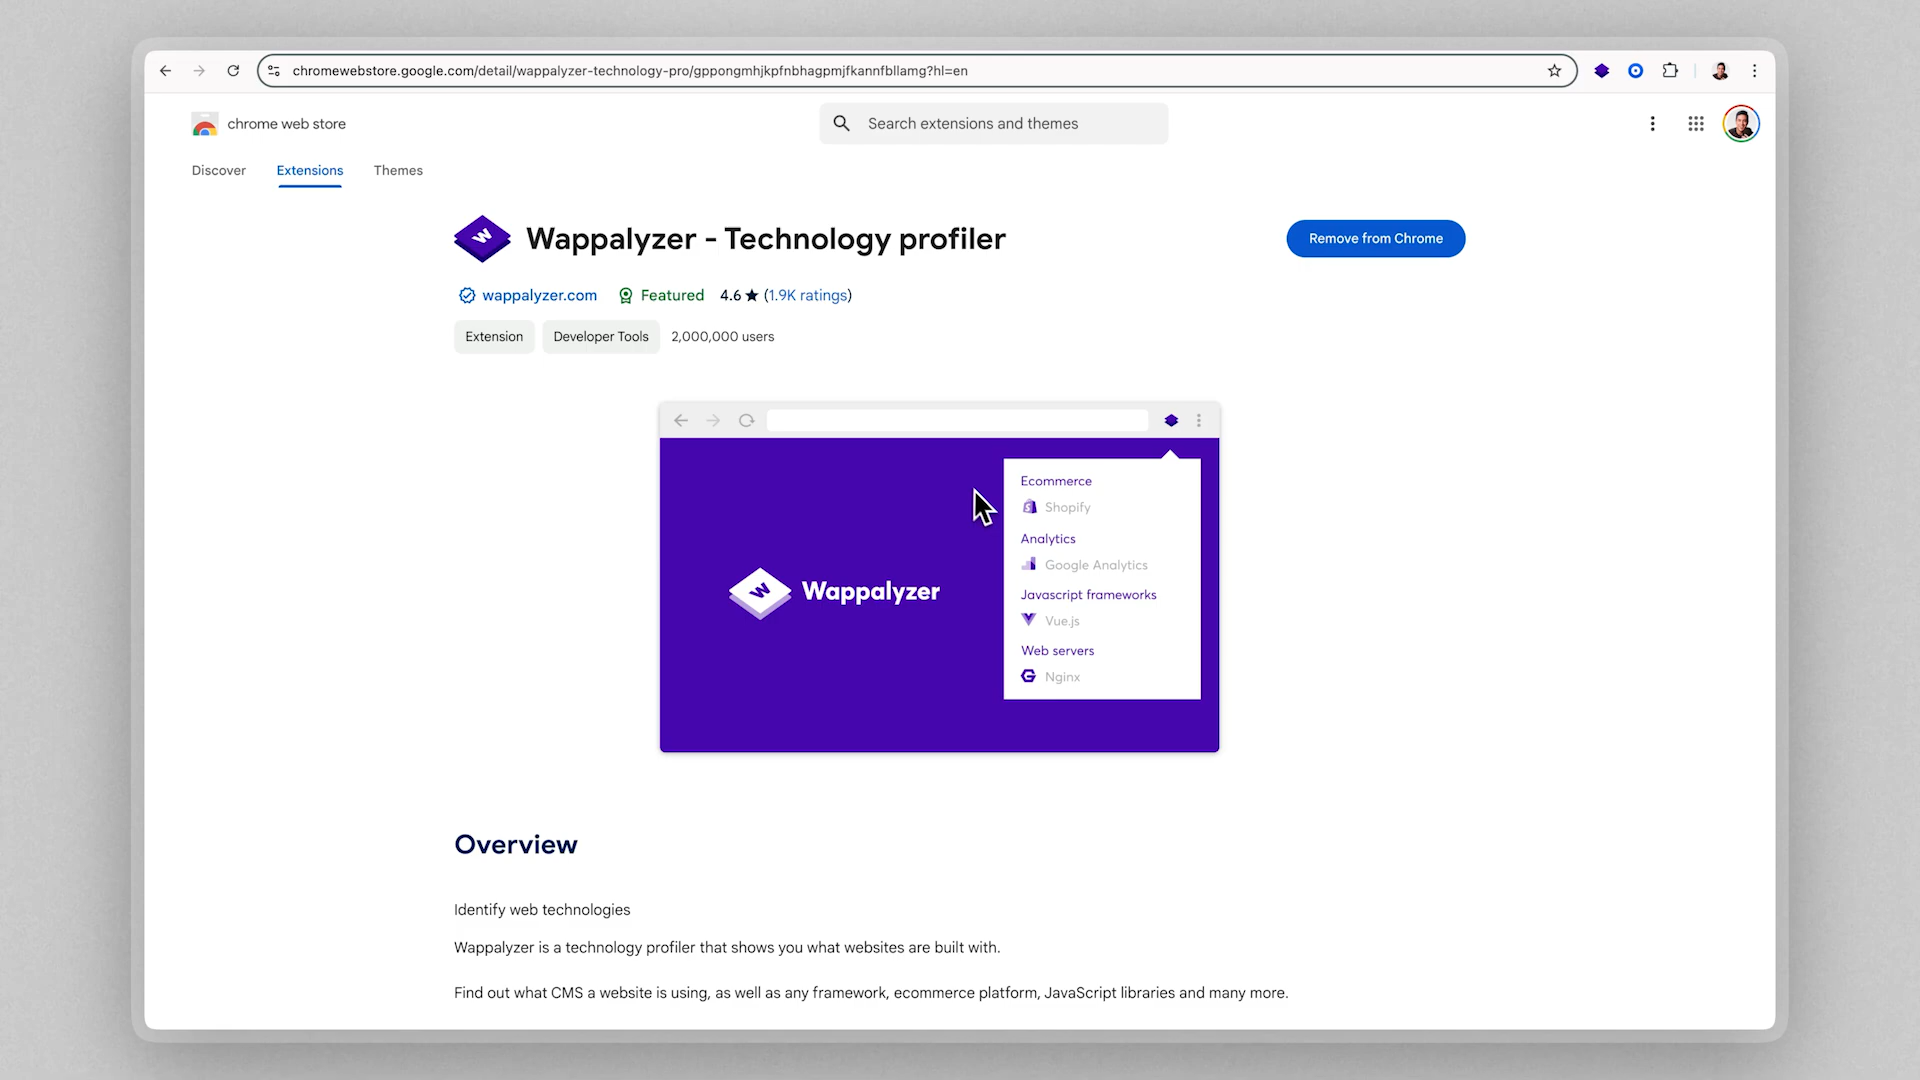 chromewebstore.google.com/detail/wappalyzer-technology-pro/gppongmhjkpfnbhagpmjfkannfbllamg?hl=en
chrome web store
Search extensions and themes
Discover
Extensions
Themes
Wappalyzer - Technology profiler
Remove from Chrome
wappalyzer.com
Featured
4.6 ★ (1.9K ratings)
Extension
Developer Tools
2,000,000 users
W Wappalyzer
Ecommerce
Shopify
Analytics
Google Analytics
Javascript frameworks
Vue.js
Web servers
Nginx
Overview
Identify web technologies
Wappalyzer is a technology profiler that shows you what websites are built with.
Find out what CMS a website is using, as well as any framework, ecommerce platform, JavaScript libraries and many more.